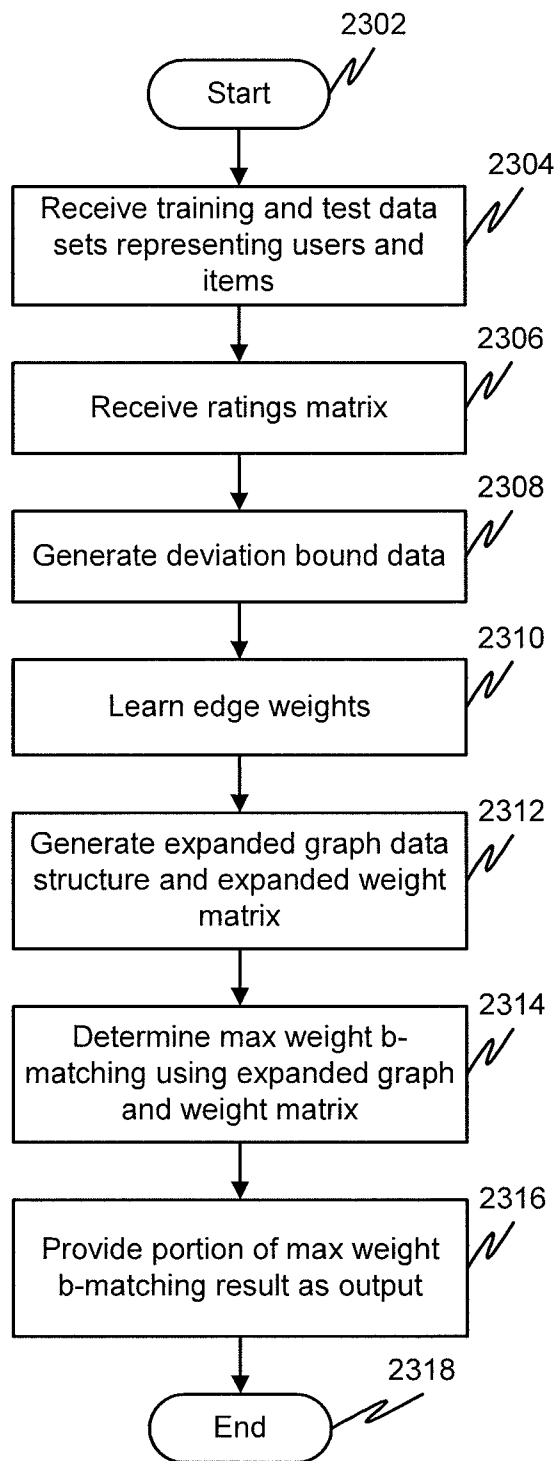 2302
Start
2304
Receive training and test data
sets representing users and
items
2306
Receive ratings matrix
2308
Generate deviation bound data
2310
Learn edge weights
2312
Generate expanded graph data
structure and expanded weight
matrix
2314
Determine max weight b-
matching using expanded graph
and weight matrix
2316
Provide portion of max weight
b-matching result as output
2318
End